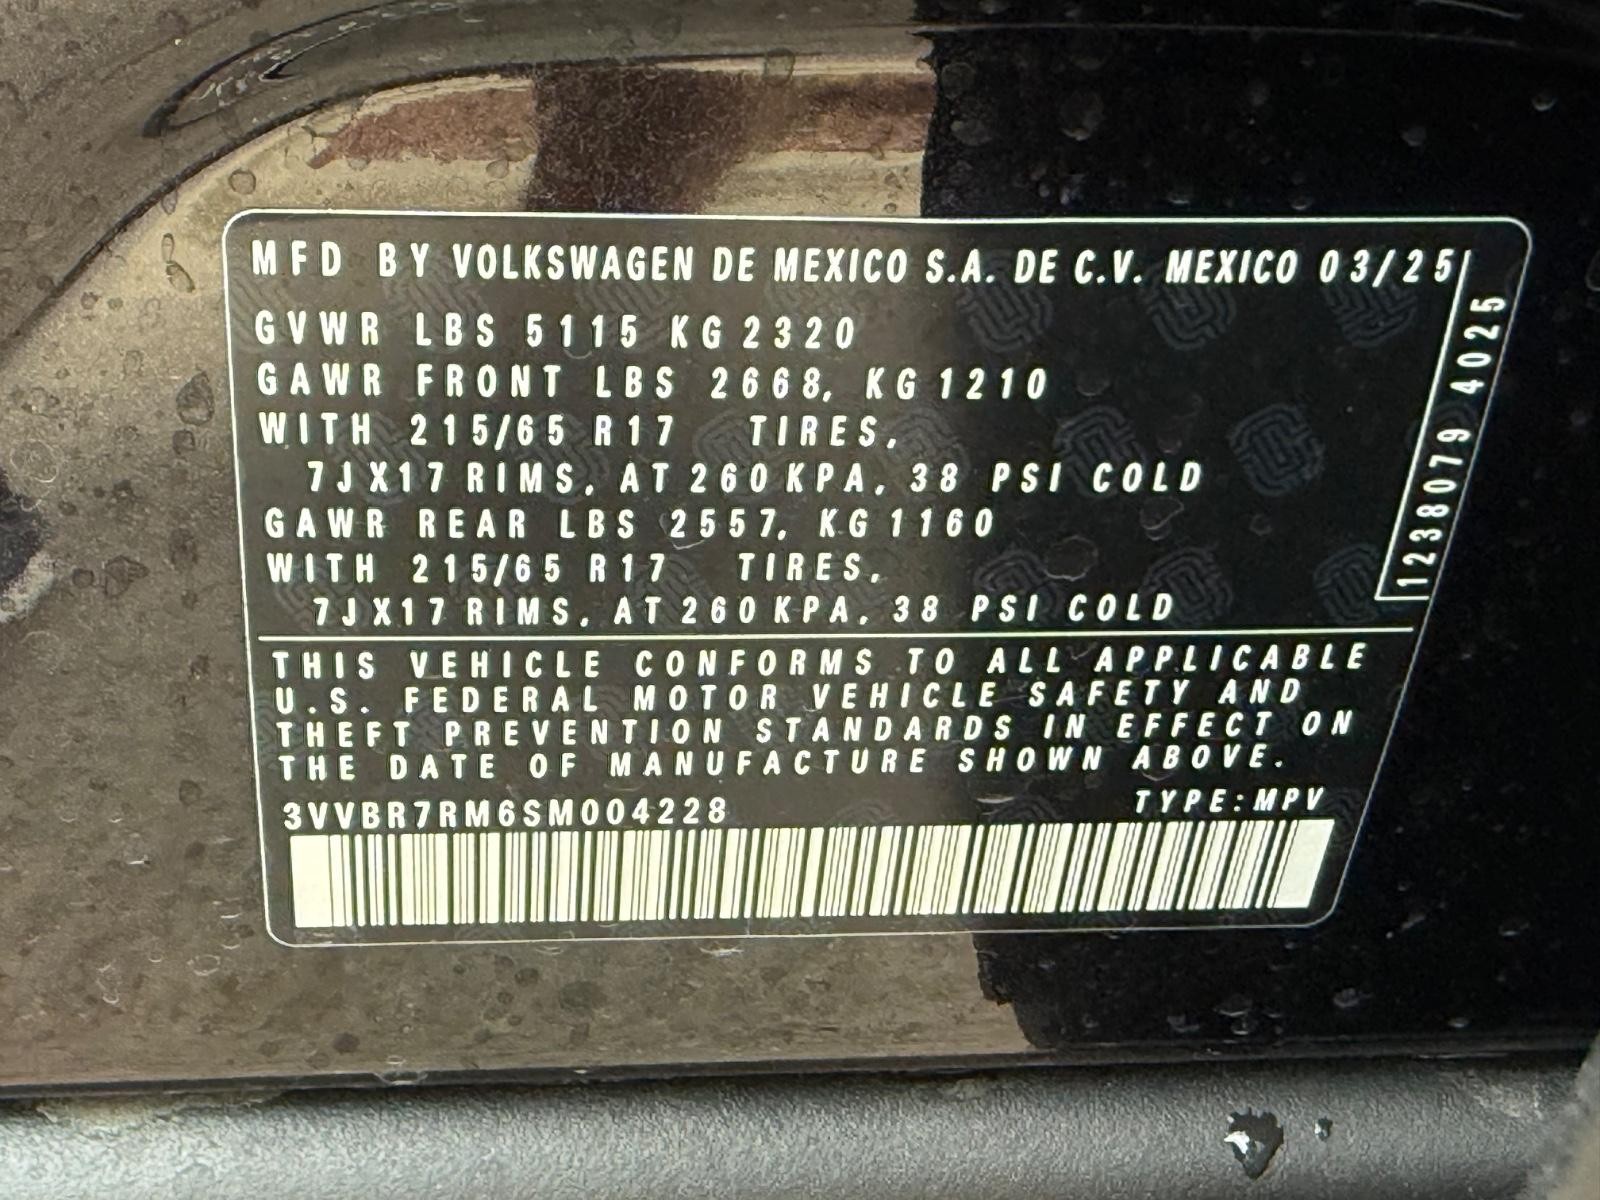 MFD BY VOLKSWAGEN DE MEXICO S.A. DE C.V. MEXICO 03/25
GVWR LBS 5115 KG 2320
GAWR FRONT LBS 2668, KG 1210
WITH 215/65 R17 TIRES,
7J X17 RIMS, AT 260 KPA, 38 PSI COLD
GAWR REAR LBS 2557, KG 1160
WITH 215/65 R17 TIRES,
7J X17 RIMS, AT 260 KPA, 38 PSI COLD
1238079 4025
THIS VEHICLE CONFORMS TO ALL APPLICABLE
U.S. FEDERAL MOTOR VEHICLE SAFETY AND
THEFT PREVENTION STANDARDS IN EFFECT ON
THE DATE OF MANUFACTURE SHOWN ABOVE.
3VVBR7RM6SM004228 TYPE: MPV